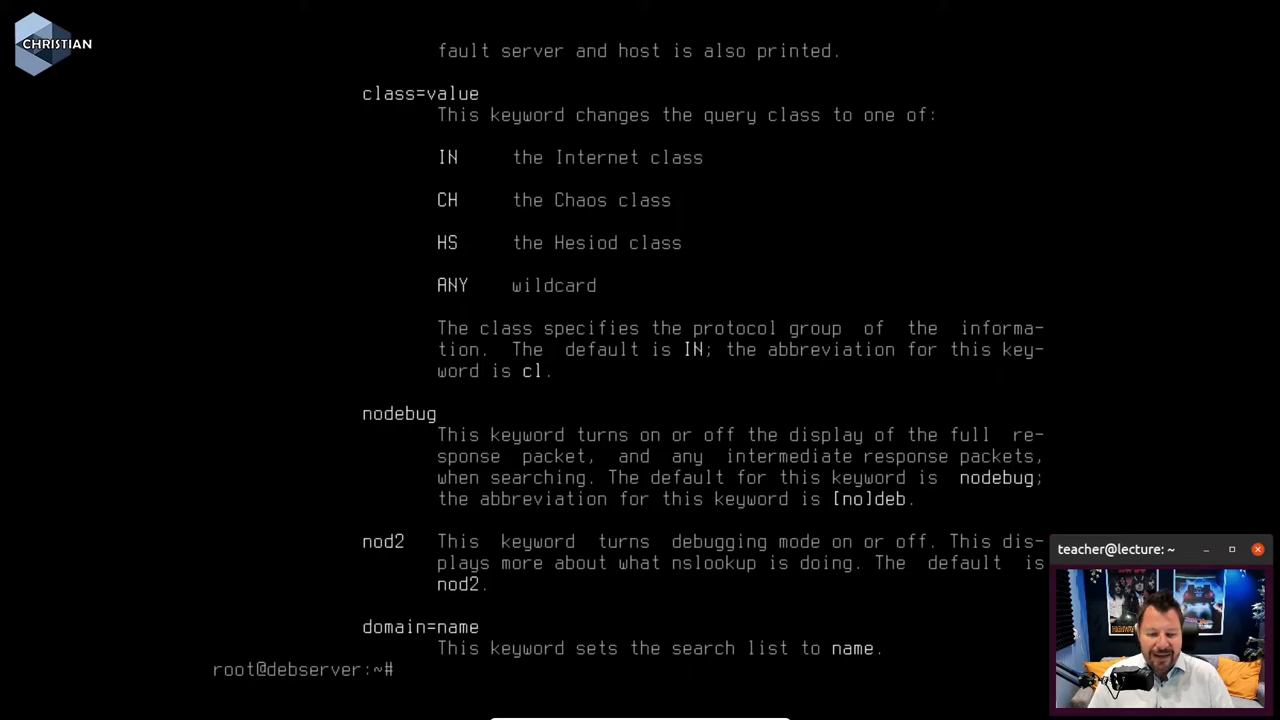 CHRISTIAN
fault server and host is also printed.
class=value
This keyword changes the query class to one of:
IN the Internet class
CH the Chaos class
HS the Hesiod class
ANY wildcard
The class specifies the protocol group of the informa-
tion. The default is IN; the abbreviation for this key-
word is cl.
nodebug
This keyword turns on or off the display of the full re-
sponse packet, and any intermediate response packets,
when searching. The default for this keyword is nodebug;
the abbreviation for this keyword is [no]deb.
nod2 This keyword turns debugging mode on or off. This dis-
plays more about what nslookup is doing. The default is
nod2.
domain=name
This keyword sets the search list to name.
root@debserver:~#
teacher@lecture: ~